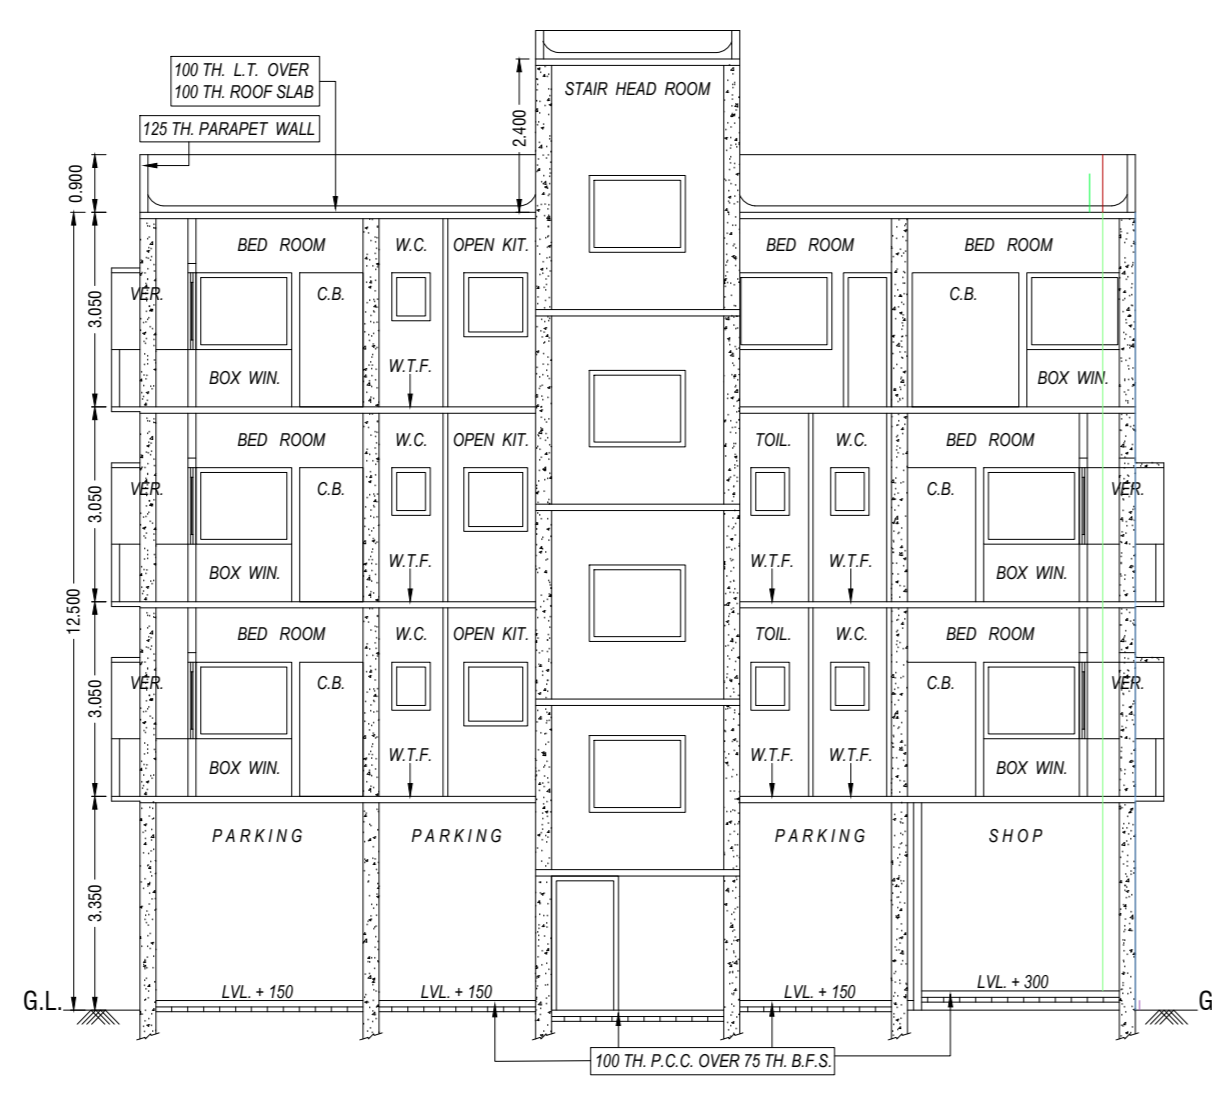 STAIR HEAD ROOM
100 TH. L.T. OVER
100 TH. ROOF SLAB
125 TH. PARAPET WALL
2.400
0.900
BED ROOM
W.C.
OPEN KIT.
BED ROOM
BED ROOM
VER.
C.B.
C.B.
3.050
W.T.F.
BOX WIN.
BOX WIN.
BED ROOM
W.C.
OPEN KIT.
TOIL.
W.C.
BED ROOM
VER.
C.B.
C.B.
VER.
3.050
W.T.F.
W.T.F.
W.T.F.
BOX WIN.
BOX WIN.
12.500
BED ROOM
W.C.
OPEN KIT.
TOIL.
W.C.
BED ROOM
VER.
C.B.
C.B.
VER.
3.050
W.T.F.
W.T.F.
W.T.F.
BOX WIN.
BOX WIN.
PARKING
PARKING
PARKING
SHOP
3.350
LVL. + 150
LVL. + 150
LVL. + 150
LVL. + 300
G.L.
G
100 TH. P.C.C. OVER 75 TH. B.F.S.